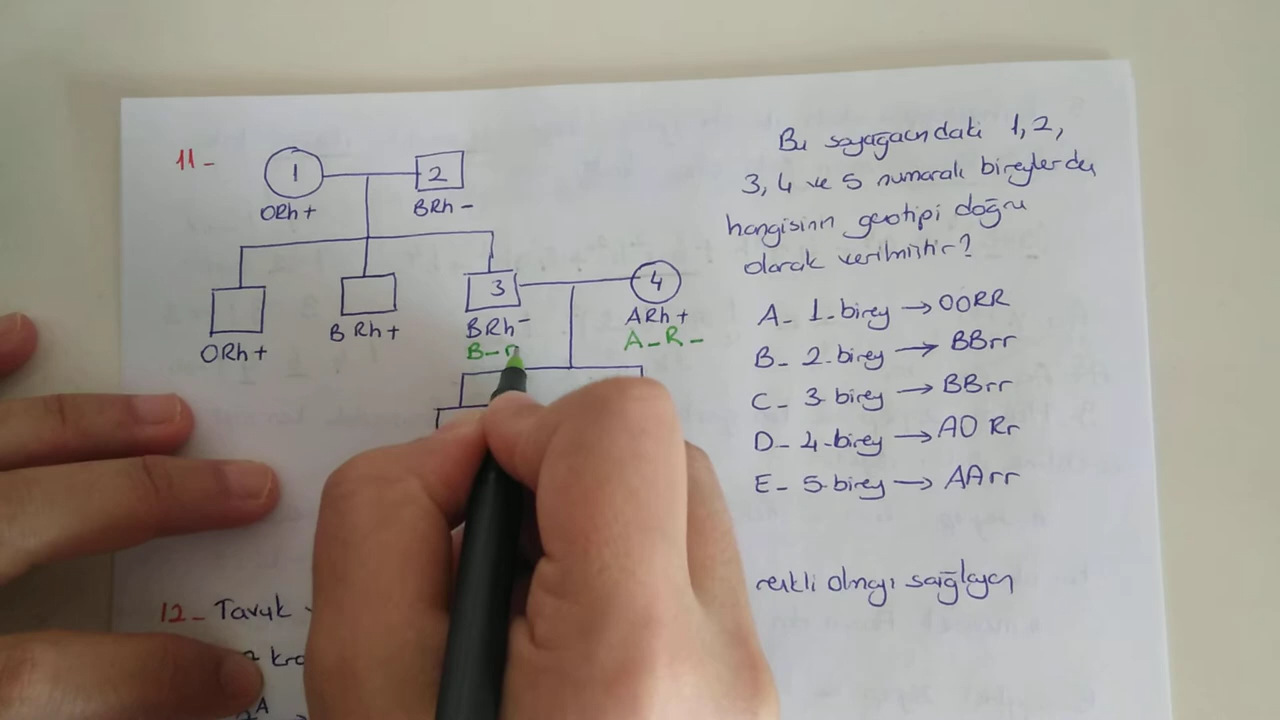 11-
1
2
ORh+
BRh-
3
4
ORh+
BRh+
BRh-
ARh+
B-r
A-R-
Bu soyağacındaki 1, 2,
3, 4 ve 5 numaralı bireylerden
hangisinin genotipi doğru
olarak verilmiştir?
A- 1. birey → OORR
B- 2. birey → BBrr
C- 3. birey → BBrr
D- 4. birey → AO Rr
E- 5. birey → AArr
12- Tavuk
renkli olmayı sağlayan
kro
A